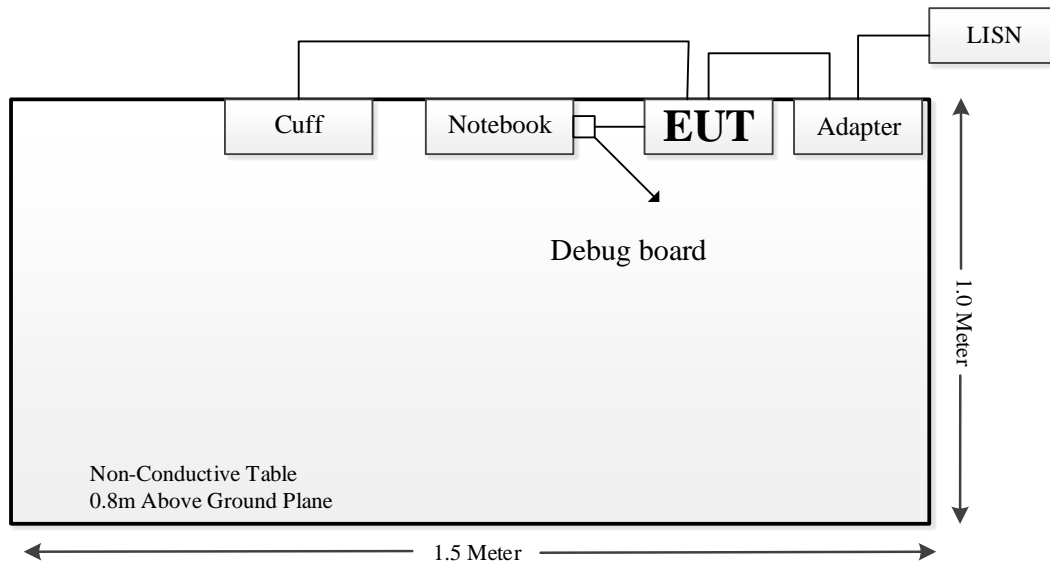 LISN
Cuff
Notebook
EUT
Adapter
Debug board
1.0 Meter
Non-Conductive Table
0.8m Above Ground Plane
1.5 Meter